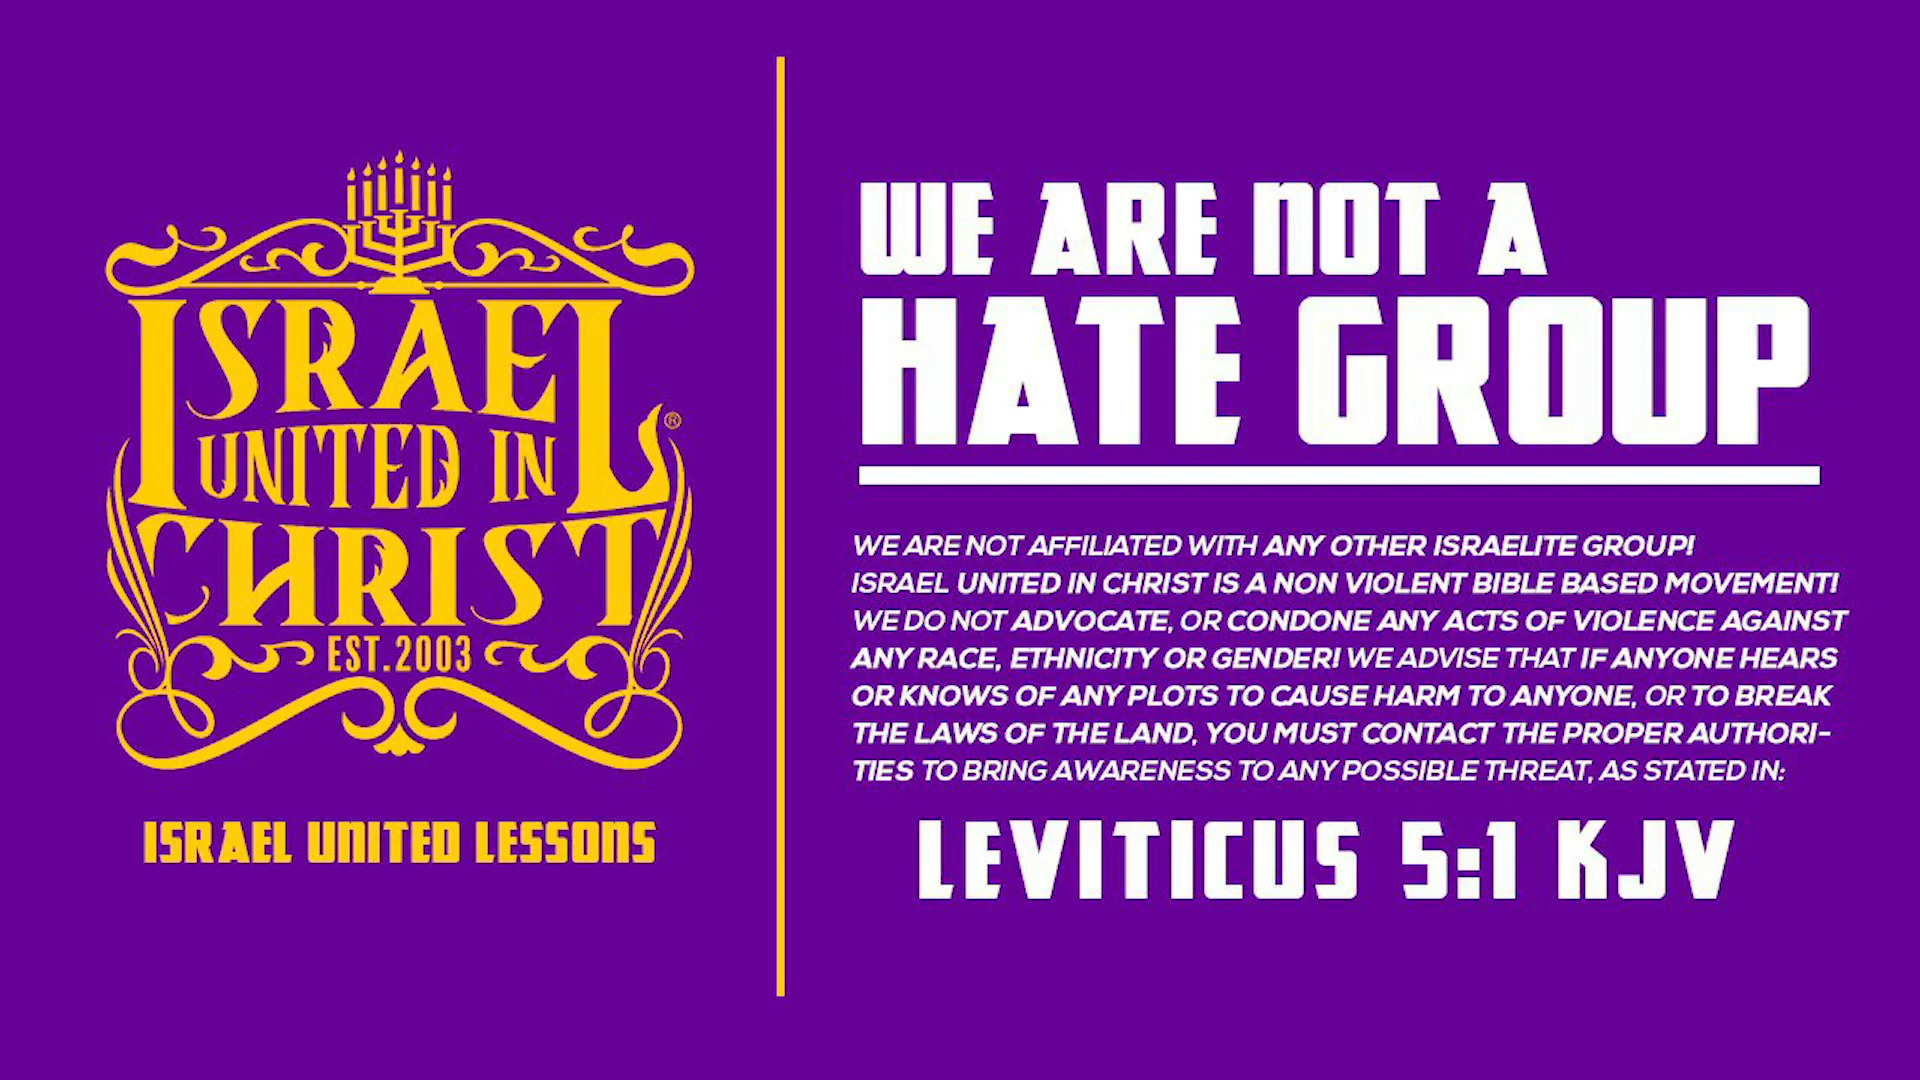 ISRAEL
UNITED IN
CHRIST
®
EST.2003
ISRAEL UNITED LESSONS
WE ARE NOT A
HATE GROUP
WE ARE NOT AFFILIATED WITH ANY OTHER ISRAELITE GROUP!
ISRAEL UNITED IN CHRIST IS A NON VIOLENT BIBLE BASED MOVEMENT!
WE DO NOT ADVOCATE, OR CONDONE ANY ACTS OF VIOLENCE AGAINST
ANY RACE, ETHNICITY OR GENDER! WE ADVISE THAT IF ANYONE HEARS
OR KNOWS OF ANY PLOTS TO CAUSE HARM TO ANYONE, OR TO BREAK
THE LAWS OF THE LAND, YOU MUST CONTACT THE PROPER AUTHORI-
TIES TO BRING AWARENESS TO ANY POSSIBLE THREAT, AS STATED IN:
LEVITICUS 5:1 KJV